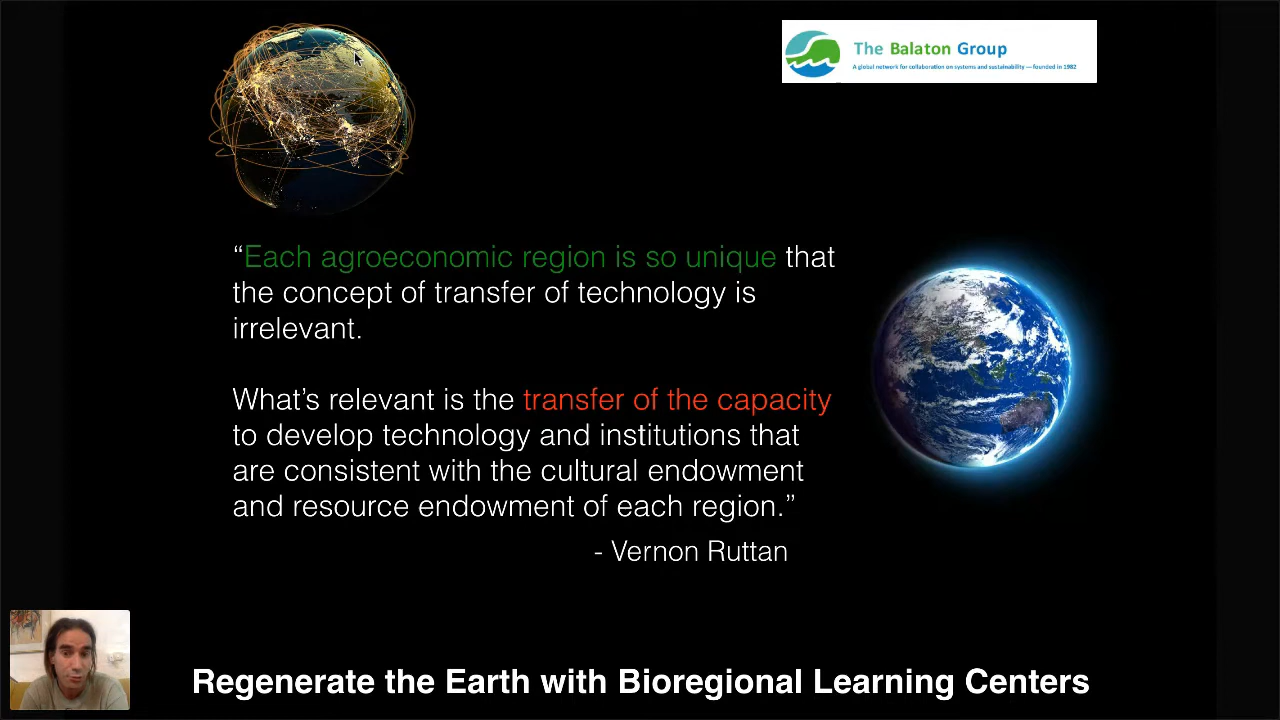 The Balaton Group
A global network for collaboration on systems and sustainability — founded in 1982
“Each agroeconomic region is so unique that
the concept of transfer of technology is
irrelevant.
What’s relevant is the transfer of the capacity
to develop technology and institutions that
are consistent with the cultural endowment
and resource endowment of each region.”
- Vernon Ruttan
Regenerate the Earth with Bioregional Learning Centers